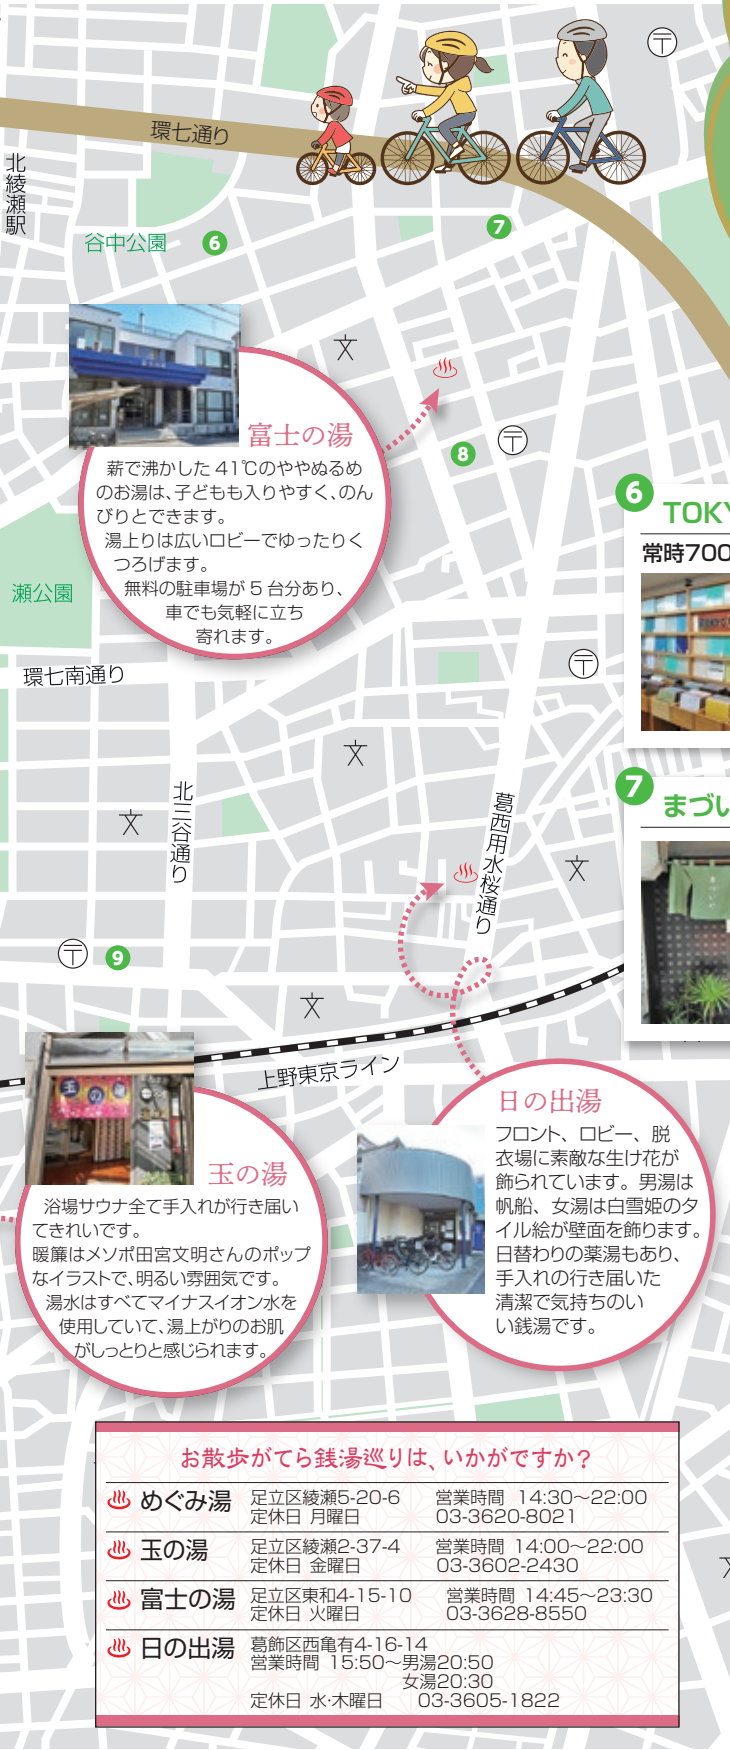 環七通り
北綾瀬駅
谷中公園
6
7
文
富士の湯
薪で沸かした41℃のややぬるめ
のお湯は、子どもも入りやすく、のん
びりとできます。
湯上りは広いロビーでゆったりく
つろげます。
無料の駐車場が5台分あり、
車でも気軽に立ち
寄れます。
8
6
TOKY
常時700
瀬公園
環七南通り
文
北三谷通り
文
葛西用水桜通り
7
まづい
文
9
文
上野東京ライン
玉の湯
玉の湯
浴場サウナ全て手入れが行き届い
てきれいです。
暖簾はメソポ田宮文明さんのポップ
なイラストで、明るい雰囲気です。
湯水はすべてマイナスイオン水を
使用していて、湯上がりのお肌
がしっとりと感じられます。
日の出湯
フロント、ロビー、脱
衣場に素敵な生け花が
飾られています。男湯は
帆船、女湯は白雪姫のタ
イル絵が壁面を飾ります。
日替わりの薬湯もあり、
手入れの行き届いた
清潔で気持ちのい
い銭湯です。
お散歩がてら銭湯巡りは、いかがですか?
めぐみ湯 足立区綾瀬5-20-6 営業時間 14:30～22:00
定休日 月曜日 03-3620-8021
玉の湯 足立区綾瀬2-37-4 営業時間 14:00～22:00
定休日 金曜日 03-3602-2430
富士の湯 足立区東和4-15-10 営業時間 14:45～23:30
定休日 火曜日 03-3628-8550
日の出湯 葛飾区西亀有4-16-14
営業時間 15:50～男湯20:50
女湯20:30
定休日 水・木曜日 03-3605-1822